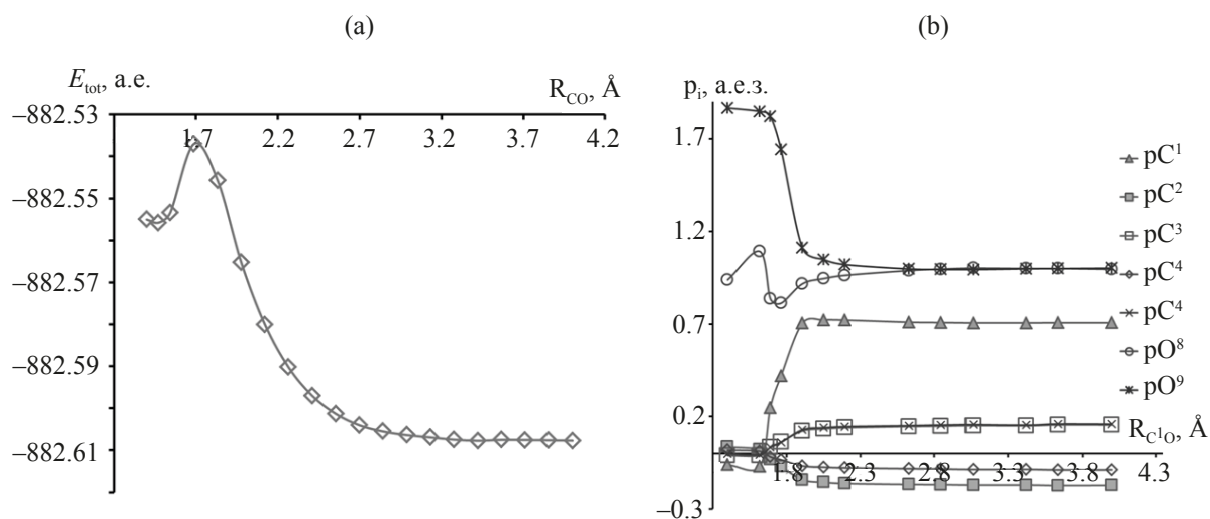 (a)
E_tot, a.e.
R_CO, Å
−882.53
1.7 2.2 2.7 3.2 3.7 4.2
−882.55
−882.57
−882.59
−882.61
(b)
p_i, a.e.з.
1.7
1.2
0.7
0.2
−0.3
R_C¹O, Å
1.8 2.3 2.8 3.3 3.8 4.3
pC¹
pC²
pC³
pC⁴
pC⁴
pO⁸
pO⁹